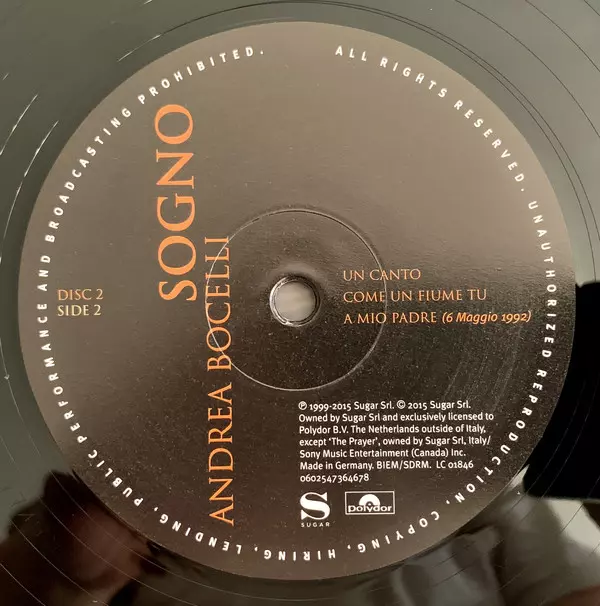 ALL RIGHTS RESERVED. UNAUTHORIZED REPRODUCTION, COPYING, HIRING, LENDING, PUBLIC PERFORMANCE AND BROADCASTING PROHIBITED.
SOGNO
ANDREA BOCELLI
DISC 2
SIDE 2
UN CANTO
COME UN FIUME TU
A MIO PADRE (6 Maggio 1992)
℗ 1999-2015 Sugar Srl. © 2015 Sugar Srl.
Owned by Sugar Srl and exclusively licensed to
Polydor B.V. The Netherlands outside of Italy,
except ‘The Prayer’, owned by Sugar Srl, Italy/
Sony Music Entertainment (Canada) Inc.
Made in Germany. BIEM/SDRM. LC 01846
0602547364678
S
SUGAR
Polydor